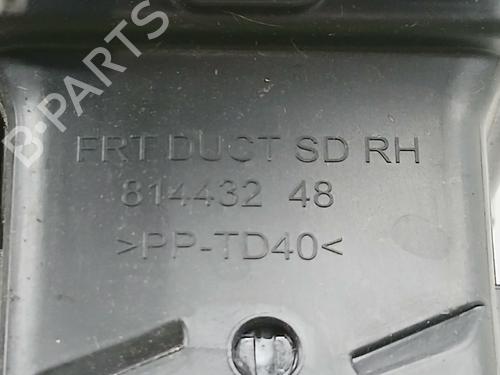 B-PARTS
FRT DUCT SD RH
814432 48
>PP-TD40<